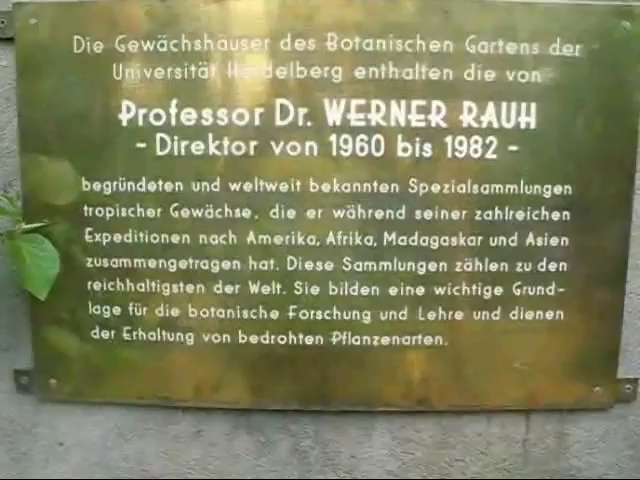 Die Gewächshäuser des Botanischen Gartens der
Universität Heidelberg enthalten die von
Professor Dr. WERNER RAUH
- Direktor von 1960 bis 1982 -
begründeten und weltweit bekannten Spezialsammlungen
tropischer Gewächse, die er während seiner zahlreichen
Expeditionen nach Amerika, Afrika, Madagaskar und Asien
zusammengetragen hat. Diese Sammlungen zählen zu den
reichhaltigsten der Welt. Sie bilden eine wichtige Grund-
lage für die botanische Forschung und Lehre und dienen
der Erhaltung von bedrohten Pflanzenarten.